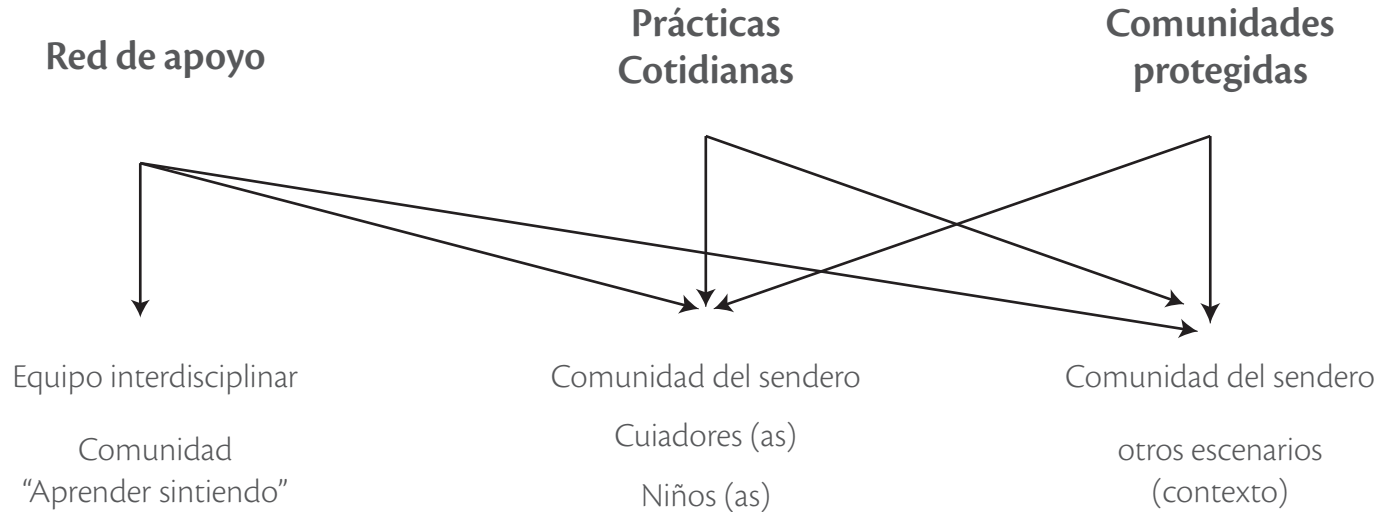 Red de apoyo
Prácticas
Cotidianas
Comunidades
protegidas
Equipo interdisciplinar
Comunidad
“Aprender sintiendo”
Comunidad del sendero
Cuiadores (as)
Niños (as)
Comunidad del sendero
otros escenarios
(contexto)